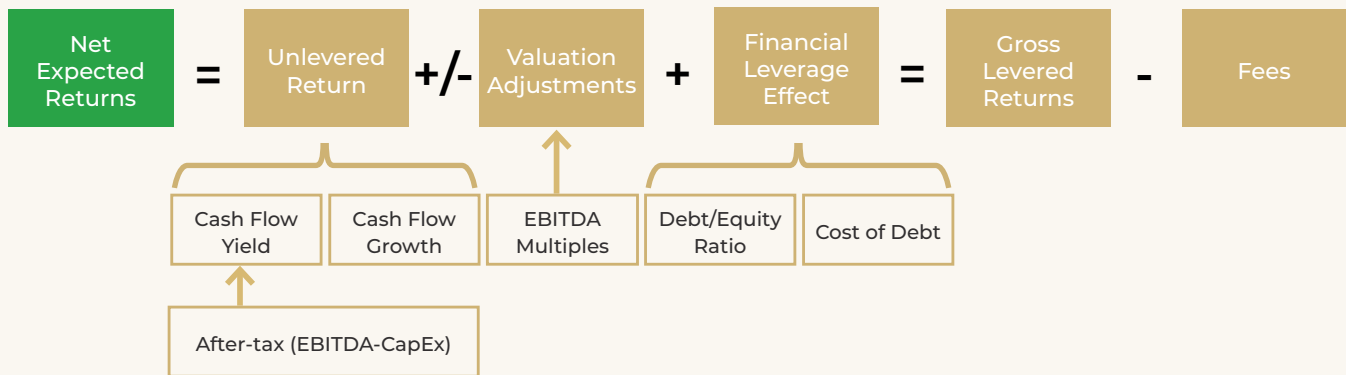 Net
Expected
Returns
=
Unlevered
Return
+/-
Valuation
Adjustments
+
Financial
Leverage
Effect
=
Gross
Levered
Returns
-
Fees
Cash Flow
Yield
Cash Flow
Growth
EBITDA
Multiples
Debt/Equity
Ratio
Cost of Debt
After-tax (EBITDA-CapEx)